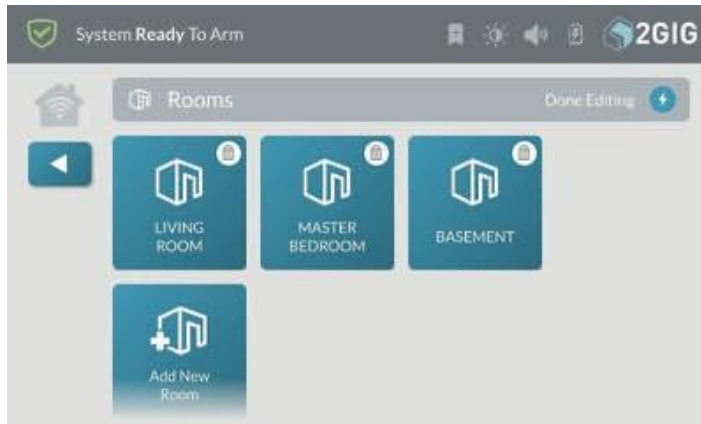 System Ready To Arm
2GIG
Rooms
Done Editing
LIVING
ROOM
MASTER
BEDROOM
BASEMENT
Add New
Room